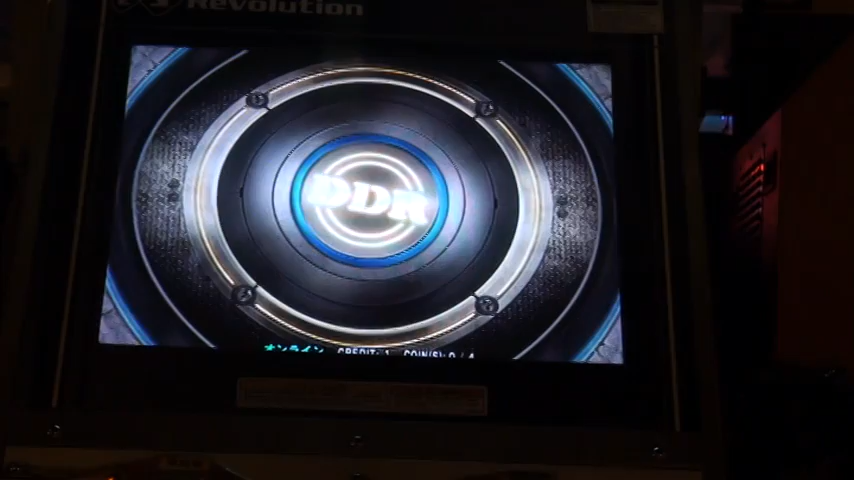 Revolution
DDR
オンライン CREDIT: 1 COIN(S): 0 / 4